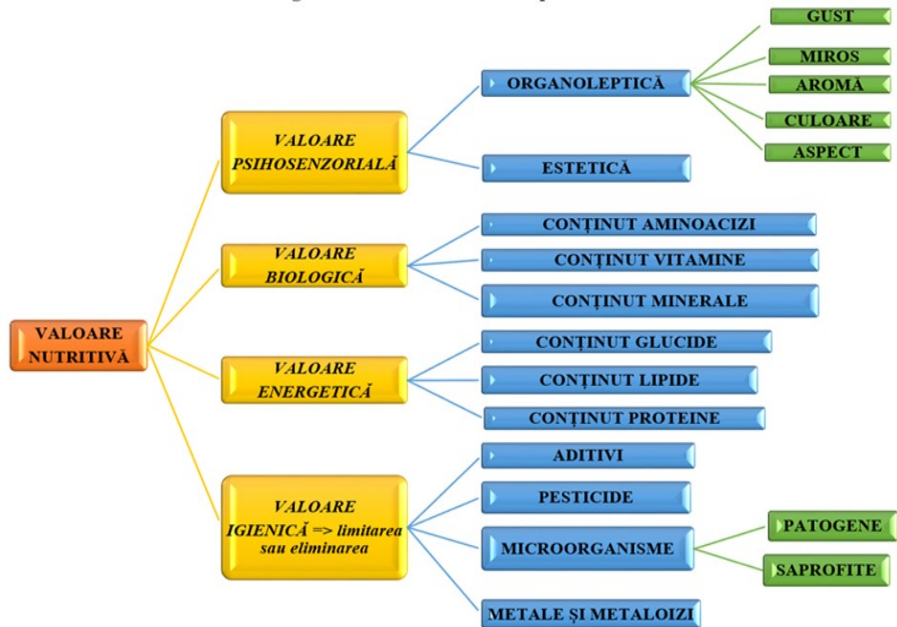 GUST
MIROS
AROMĂ
CULOARE
ASPECT
ORGANOLEPTICĂ
ESTETICĂ
VALOARE
PSIHOSENZORIALĂ
CONȚINUT AMINOACIZI
CONȚINUT VITAMINE
CONȚINUT MINERALE
VALOARE
BIOLOGICĂ
VALOARE
NUTRITIVĂ
CONȚINUT GLUCIDE
CONȚINUT LIPIDE
CONȚINUT PROTEINE
VALOARE
ENERGETICĂ
ADITIVI
PESTICIDE
MICROORGANISME
METALE ȘI METALOIZI
VALOARE
IGIENICĂ => limitarea
sau eliminarea
PATOGENE
SAPROFITE